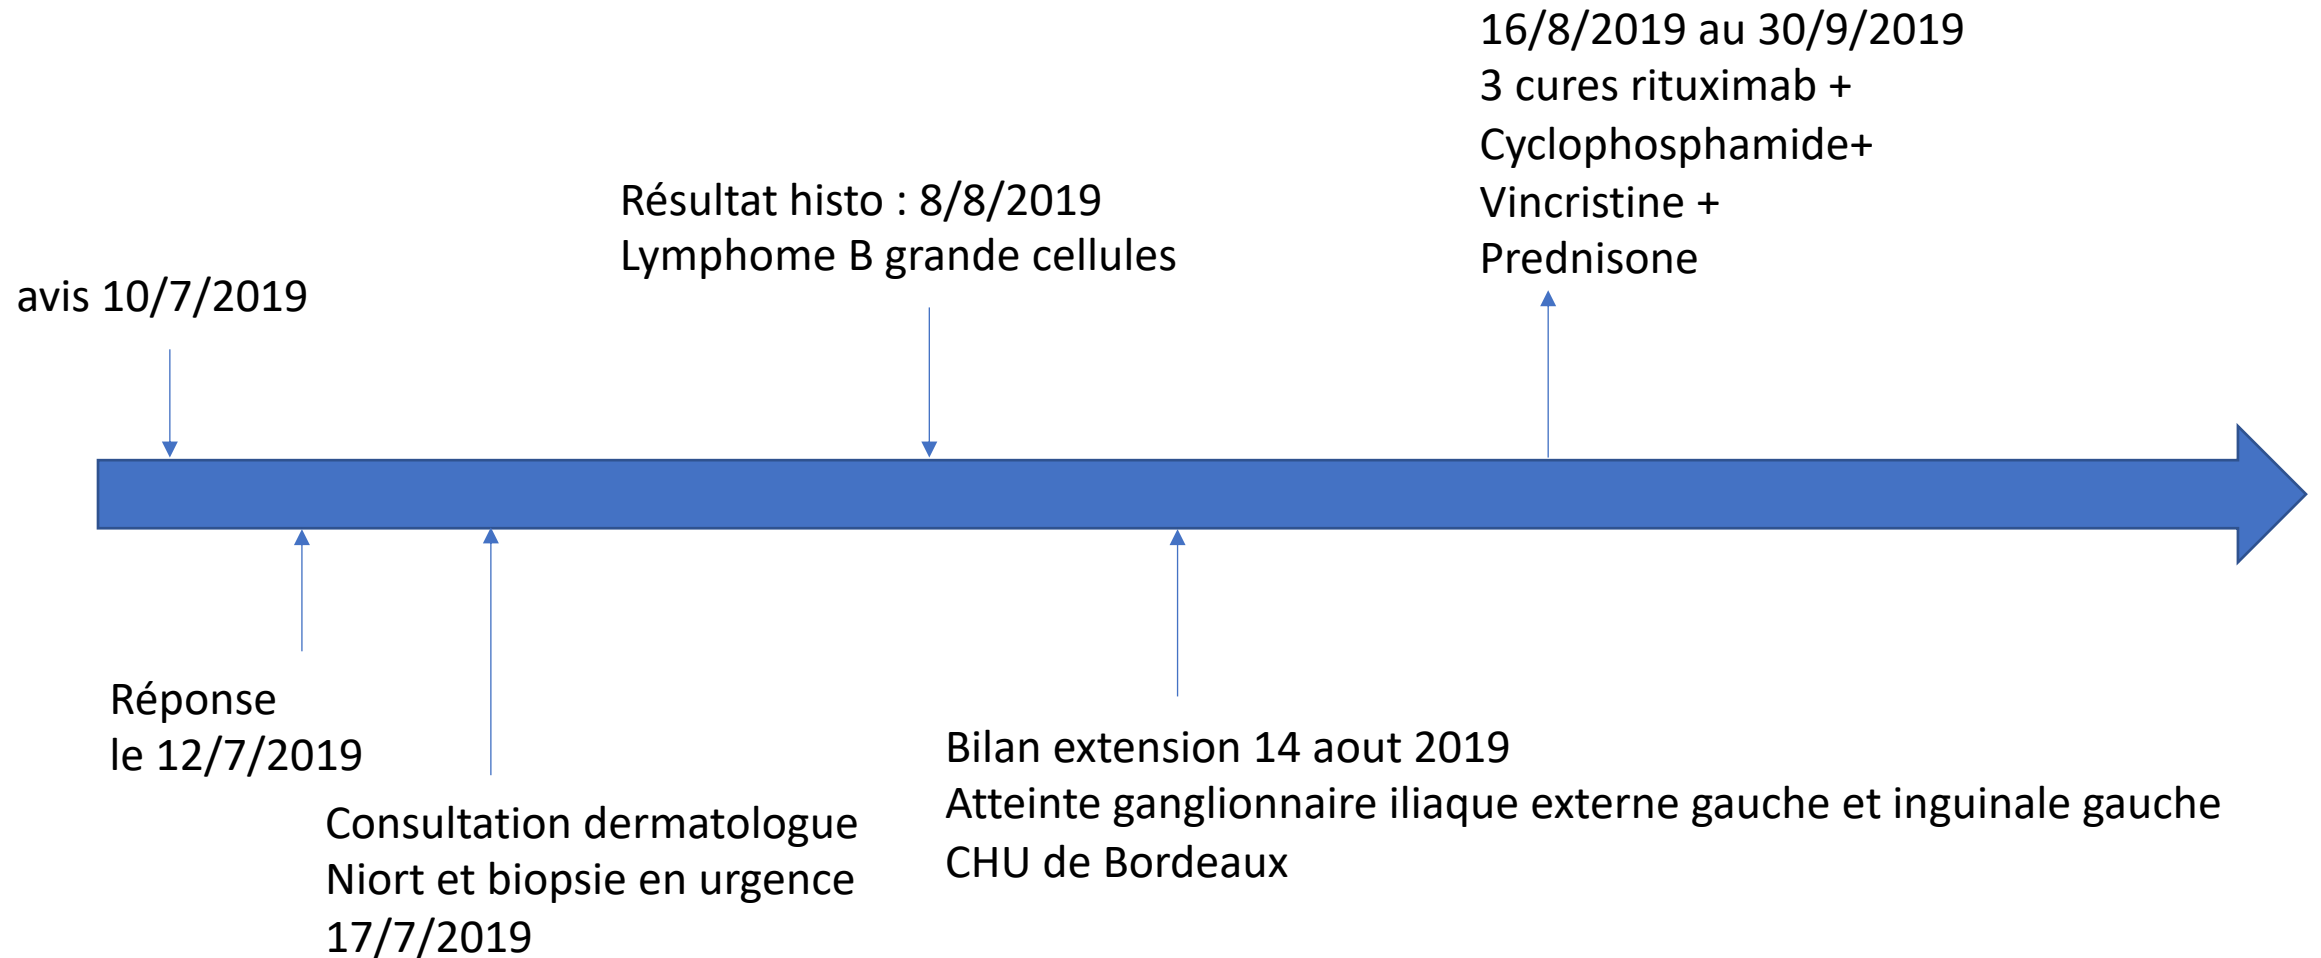 avis 10/7/2019
Réponse
le 12/7/2019
Consultation dermatologue
Niort et biopsie en urgence
17/7/2019
Résultat histo : 8/8/2019
Lymphome B grande cellules
Bilan extension 14 aout 2019
Atteinte ganglionnaire iliaque externe gauche et inguinale gauche
CHU de Bordeaux
16/8/2019 au 30/9/2019
3 cures rituximab +
Cyclophosphamide+
Vincristine +
Prednisone